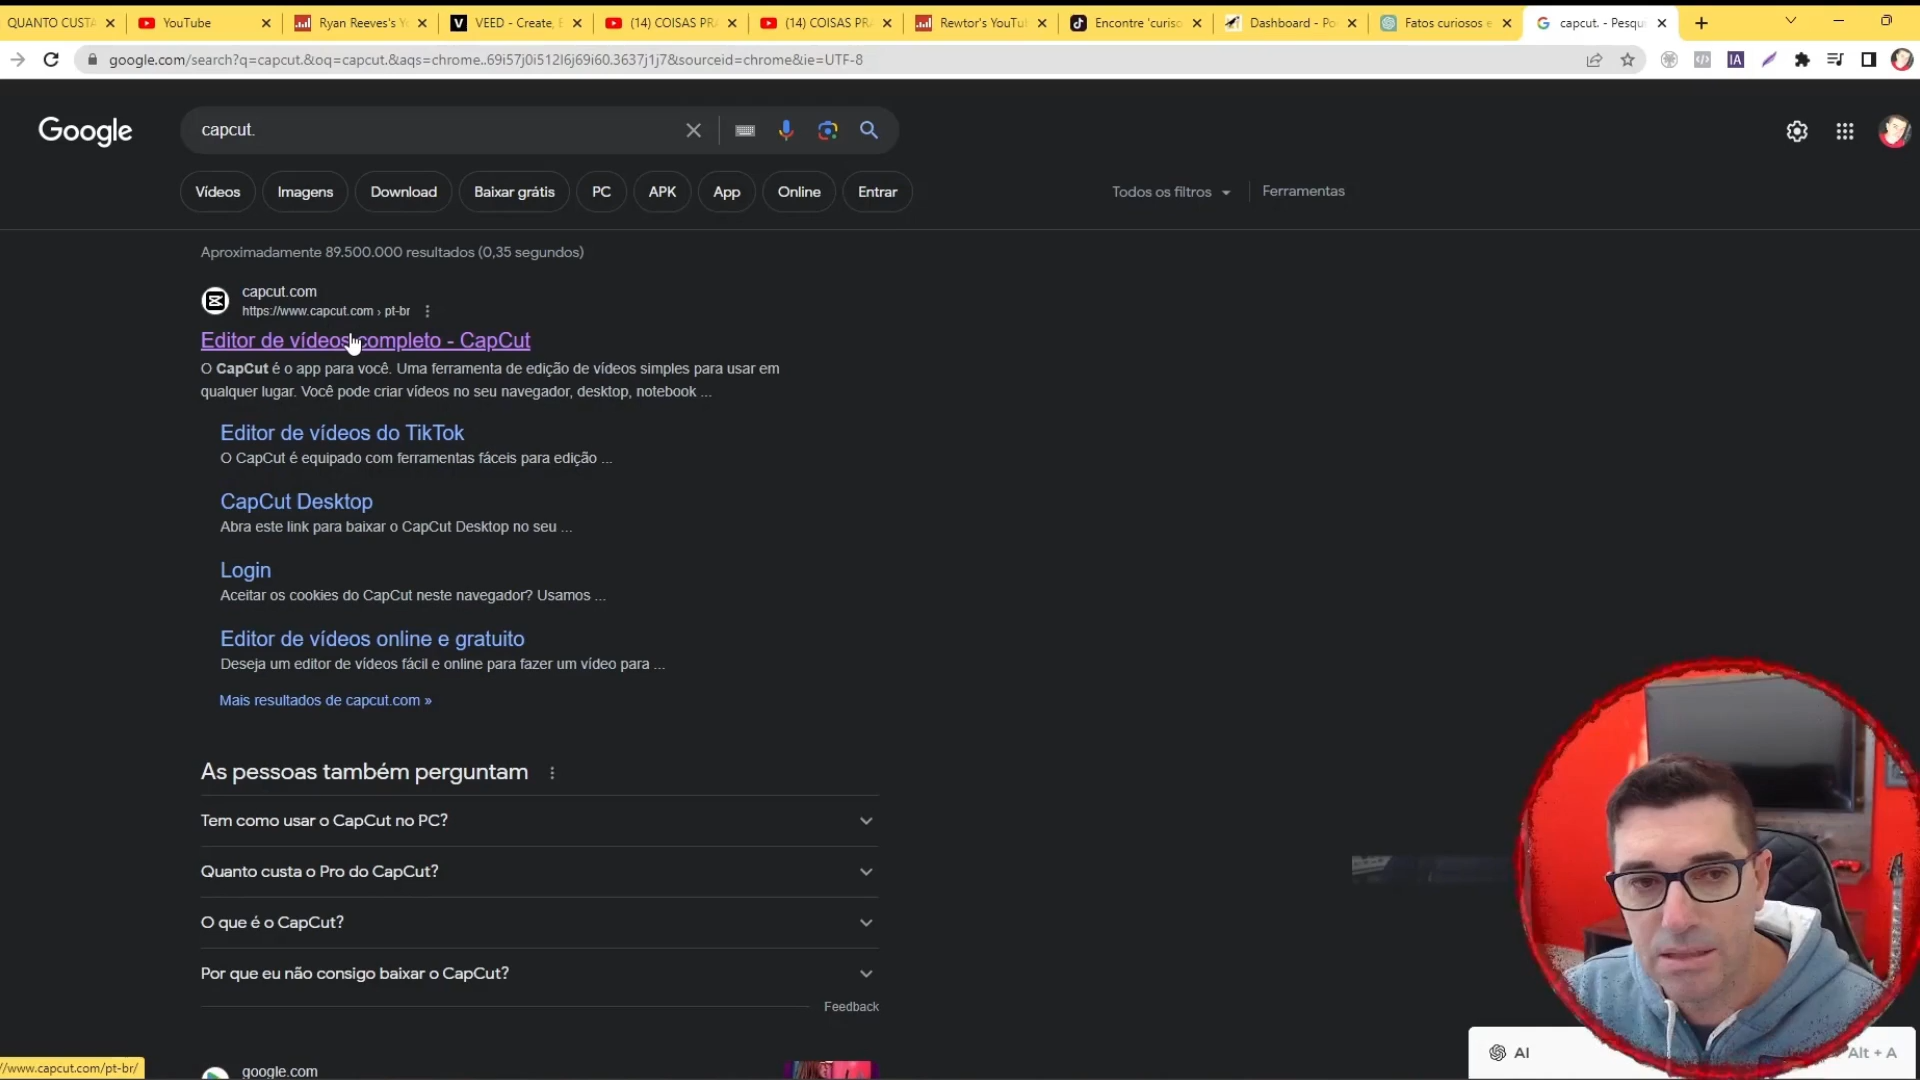 QUANTO CUSTA
YouTube
Ryan Reeves's Y
VEED - Create,
(14) COISAS PR
(14) COISAS PR
Rewtor's YouTu
Encontre 'curios
Dashboard - Po
Fatos curiosos e
capcut. - Pesqui
google.com/search?q=capcut.&oq=capcut.&aqs=chrome..69i57j0i512l6j69i60.3637j1j7&sourceid=chrome&ie=UTF-8
IA
Google
capcut.
Vídeos
Imagens
Download
Baixar grátis
PC
APK
App
Online
Entrar
Todos os filtros
Ferramentas
Aproximadamente 89.500.000 resultados (0,35 segundos)
capcut.com
https://www.capcut.com › pt-br
Editor de vídeos completo - CapCut
O CapCut é o app para você. Uma ferramenta de edição de vídeos simples para usar em
qualquer lugar. Você pode criar vídeos no seu navegador, desktop, notebook ...
Editor de vídeos do TikTok
O CapCut é equipado com ferramentas fáceis para edição ...
CapCut Desktop
Abra este link para baixar o CapCut Desktop no seu ...
Login
Aceitar os cookies do CapCut neste navegador? Usamos ...
Editor de vídeos online e gratuito
Deseja um editor de vídeos fácil e online para fazer um vídeo para ...
Mais resultados de capcut.com »
As pessoas também perguntam
Tem como usar o CapCut no PC?
Quanto custa o Pro do CapCut?
O que é o CapCut?
Por que eu não consigo baixar o CapCut?
Feedback
google.com
//www.capcut.com/pt-br/
AI
Alt + A